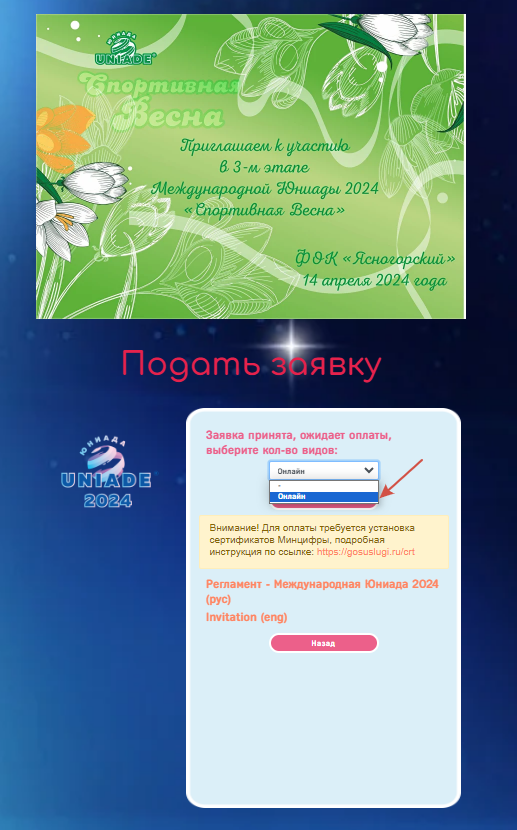 ЮНИАДА
UNIADE
Спортивная
Весна
Приглашаем к участию
в 3-м этапе
Международной Юниады 2024
«Спортивная Весна»
ФОК «Ясногорский»
14 апреля 2024 года
Подать заявку
ЮНИАДА
UNIADE
2024
Заявка принята, ожидает оплаты,
выберите кол-во видов:
Онлайн
-
Онлайн
Внимание! Для оплаты требуется установка
сертификатов Минцифры, подробная
инструкция по ссылке: https://gosuslugi.ru/crt
Регламент - Международная Юниада 2024
(рус)
Invitation (eng)
Назад